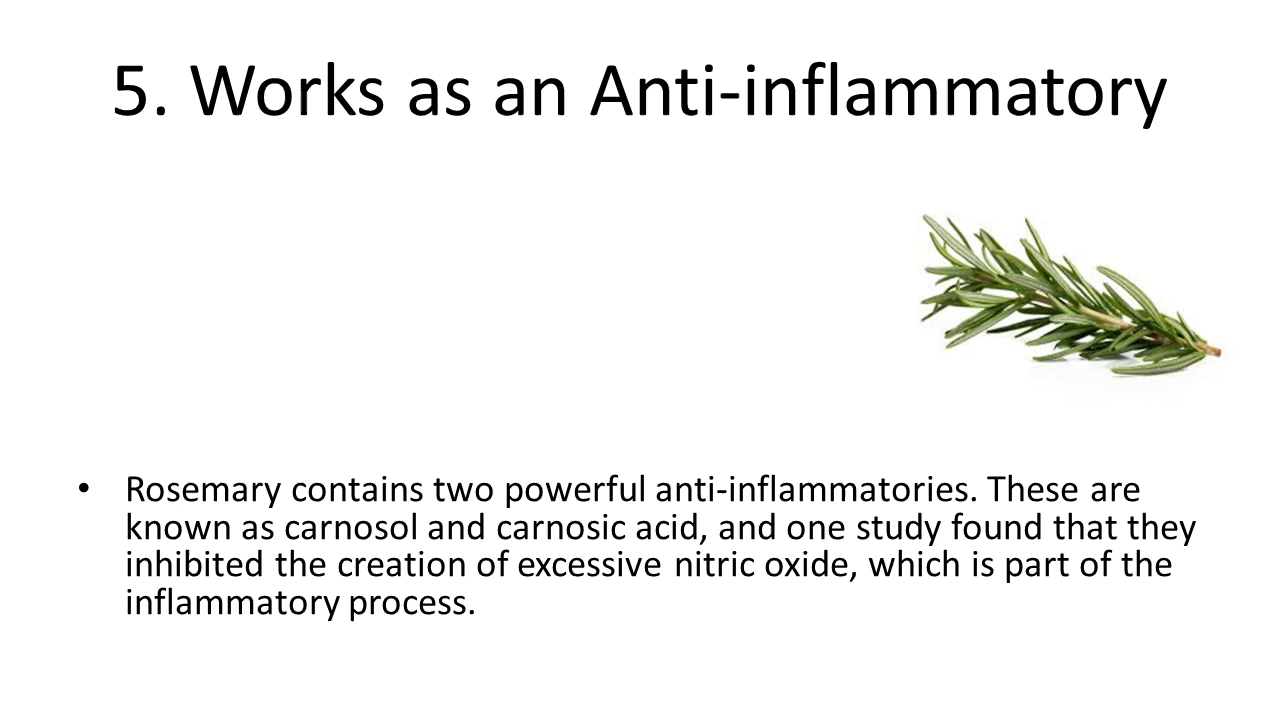 5. Works as an Anti-inflammatory
• Rosemary contains two powerful anti-inflammatories. These are
known as carnosol and carnosic acid, and one study found that they
inhibited the creation of excessive nitric oxide, which is part of the
inflammatory process.